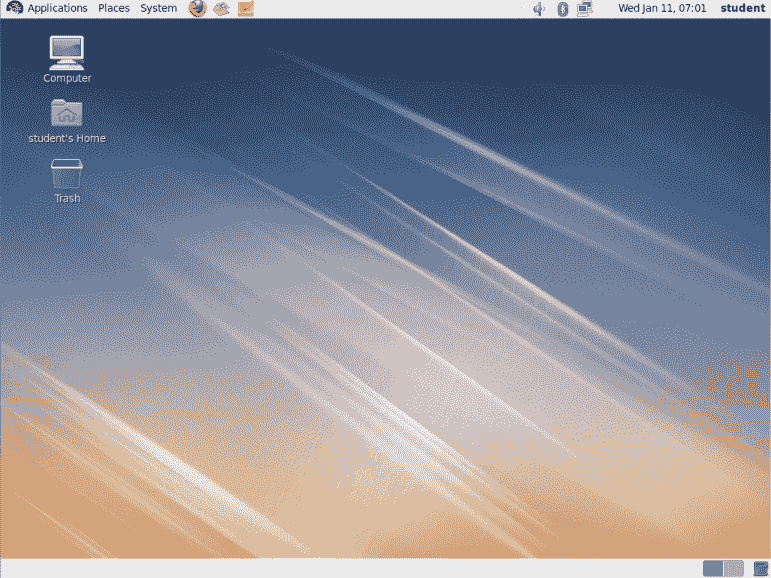 Applications Places System Wed Jan 11, 07:01 student
Computer
student's Home
Trash